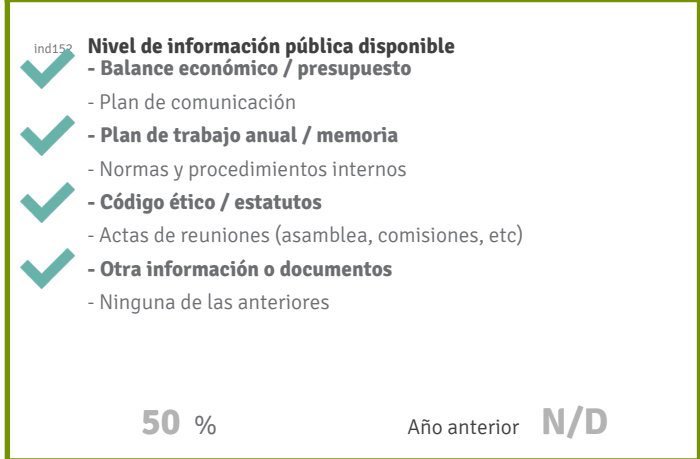 ind152 Nivel de información pública disponible
- Balance económico / presupuesto
- Plan de comunicación
- Plan de trabajo anual / memoria
- Normas y procedimientos internos
- Código ético / estatutos
- Actas de reuniones (asamblea, comisiones, etc)
- Otra información o documentos
- Ninguna de las anteriores
50 % Año anterior N/D